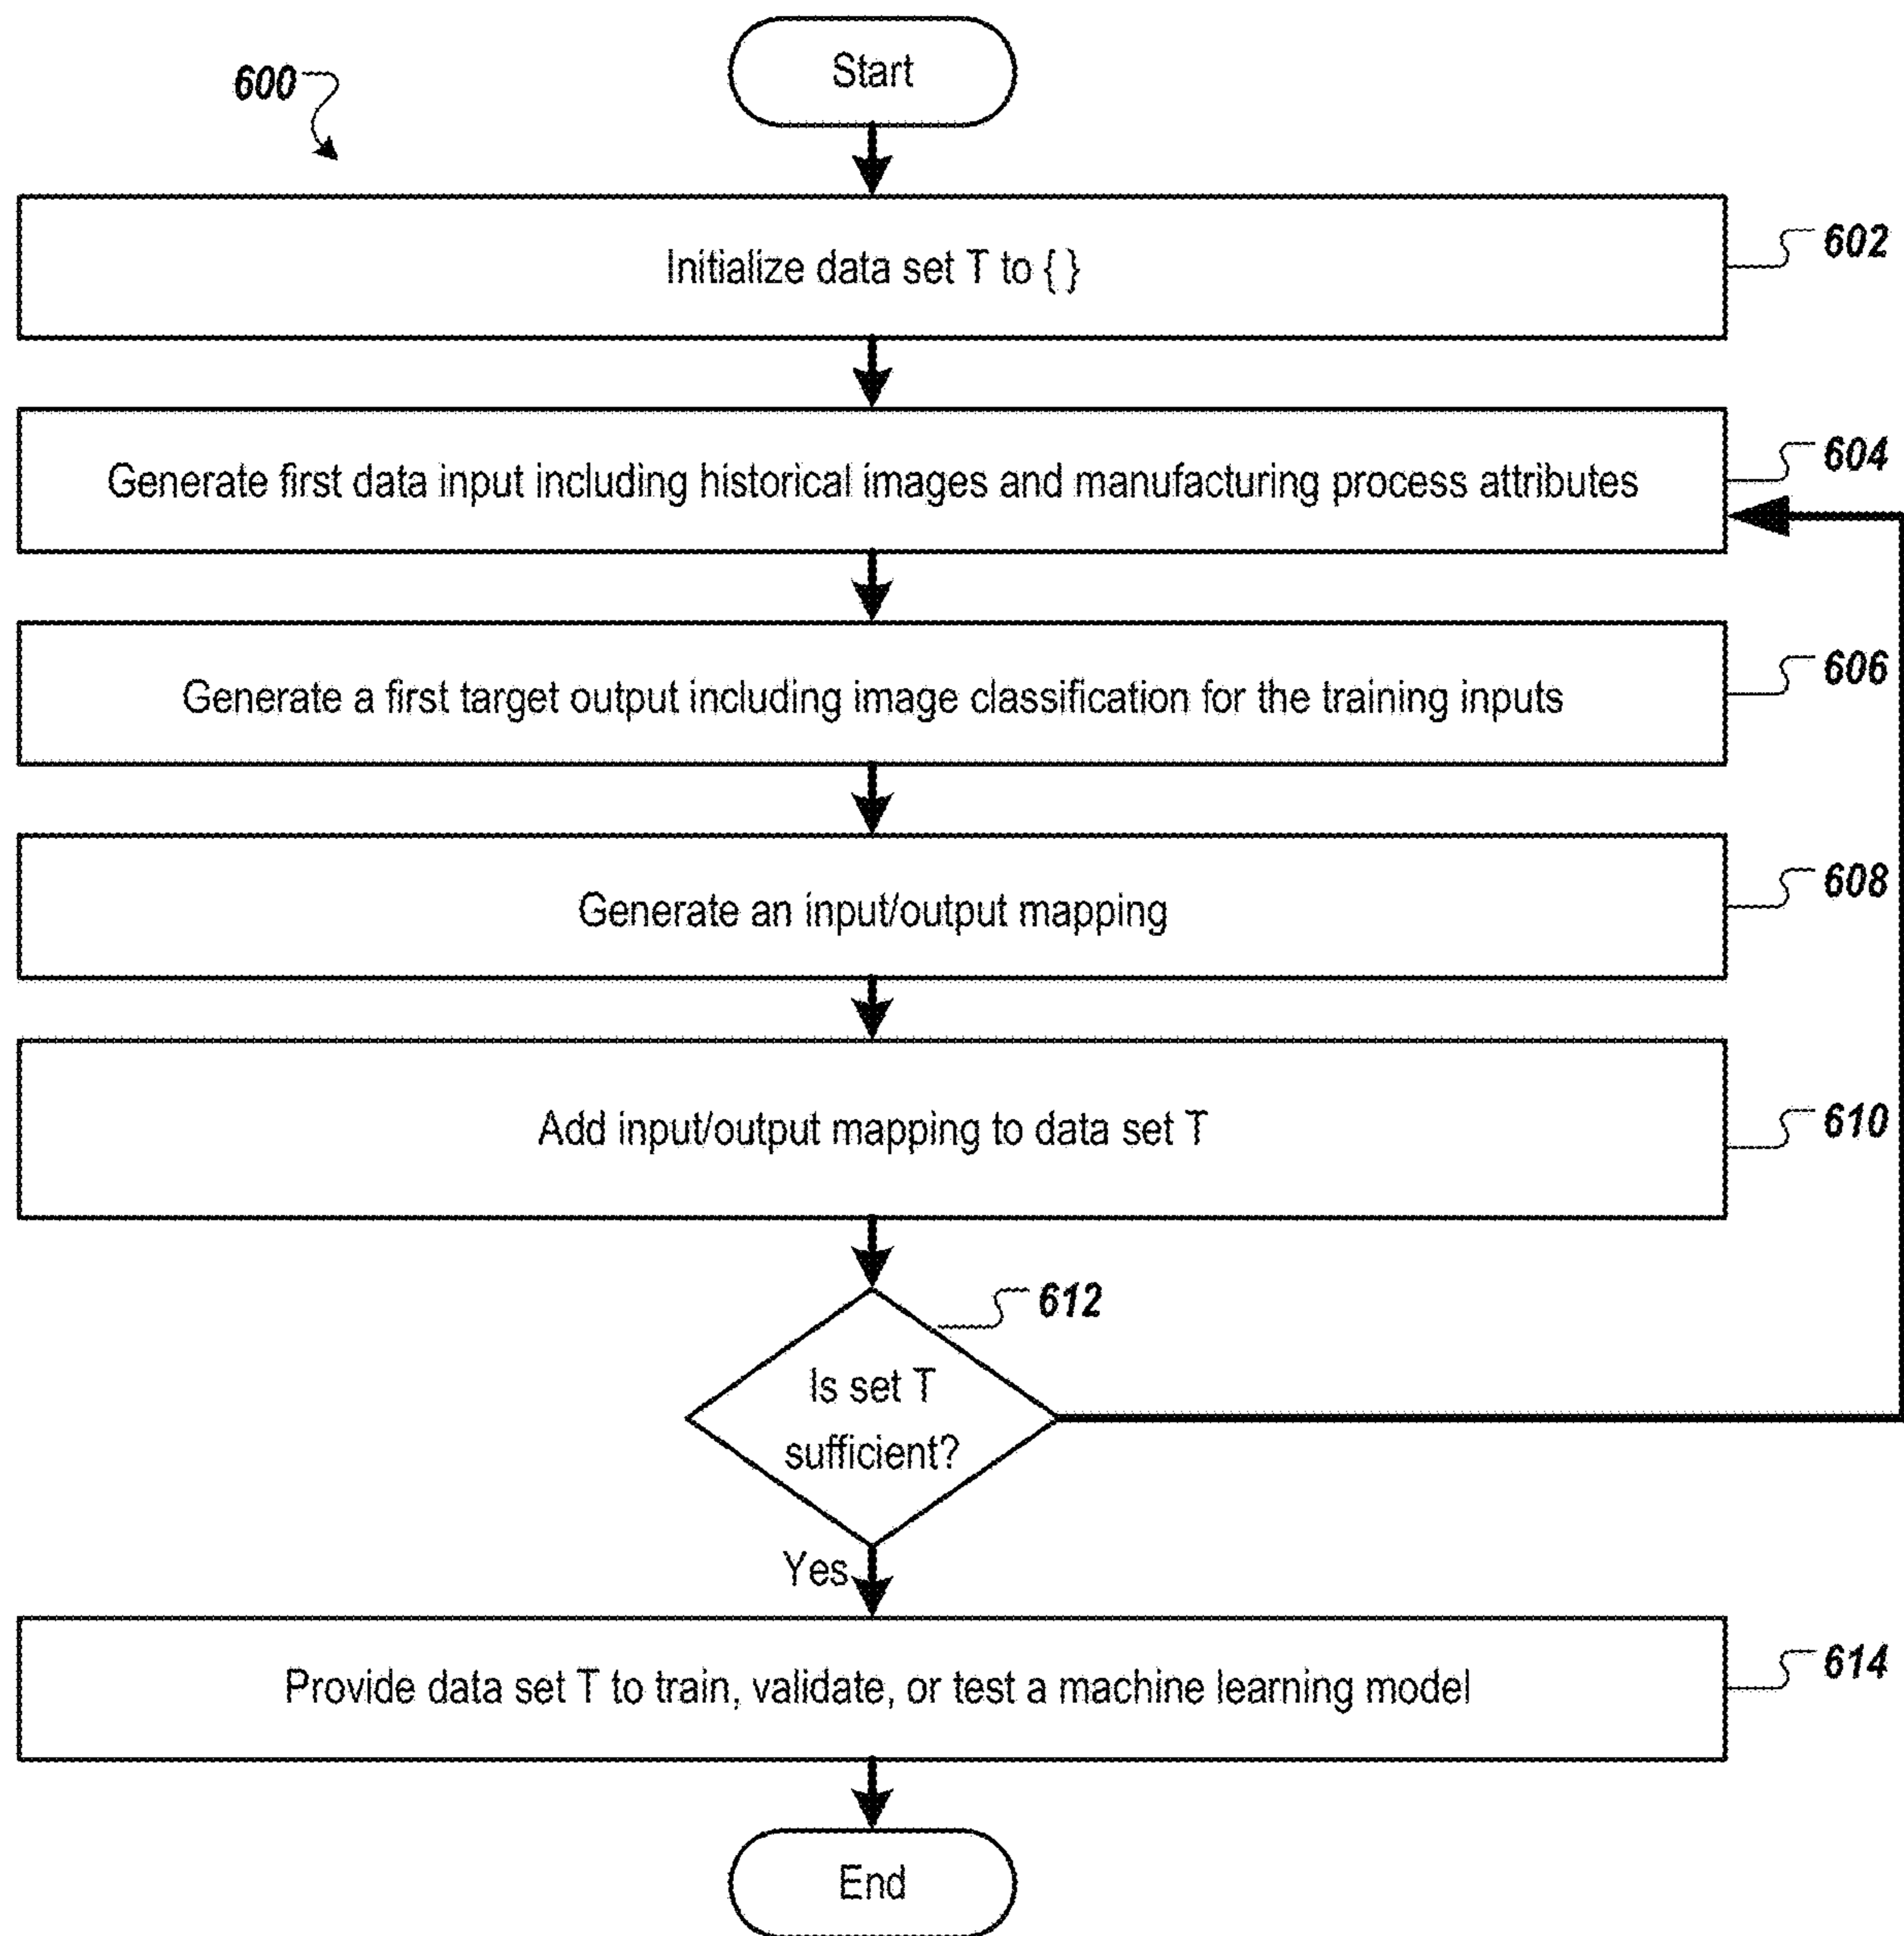 Start
600
Initialize data set T to { }
602
Generate first data input including historical images and manufacturing process attributes
604
Generate a first target output including image classification for the training inputs
606
Generate an input/output mapping
608
Add input/output mapping to data set T
610
612
Is set T
sufficient?
Yes
Provide data set T to train, validate, or test a machine learning model
614
End